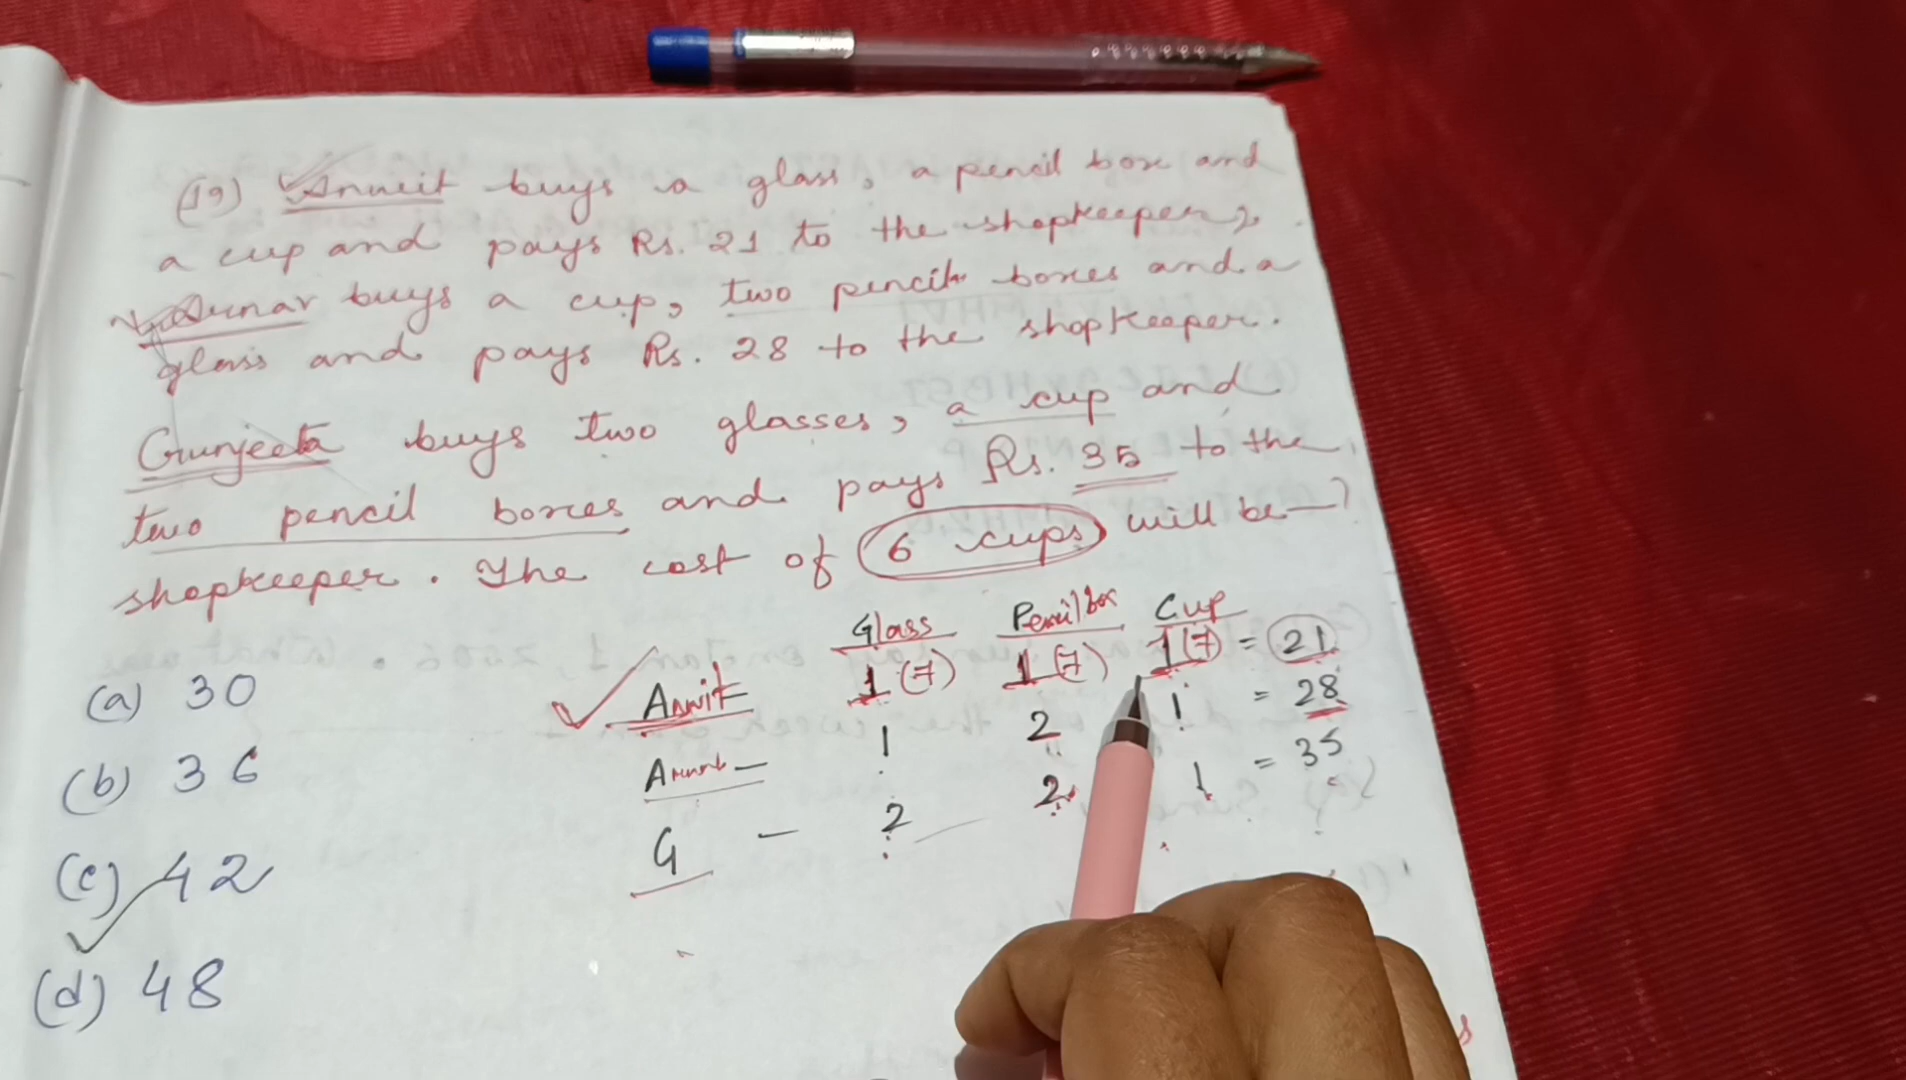 (19) Anmit buys a glass, a pencil box and
a cup and pays Rs. 21 to the shopkeeper,
Aunar buys a cup, two pencil boxes and a
glass and pays Rs. 28 to the shopkeeper.
Gunjeeta buys two glasses, a cup and
two pencil boxes and pays Rs. 35 to the
shopkeeper. The cost of 6 cups will be —?
Glass Pencil box Cup
Anmit 1 (7) 1 (7) 1 (7) = 21
1 2 1 = 28
G — 2 2 1 = 35
(a) 30
(b) 36
(c) 42
(d) 48